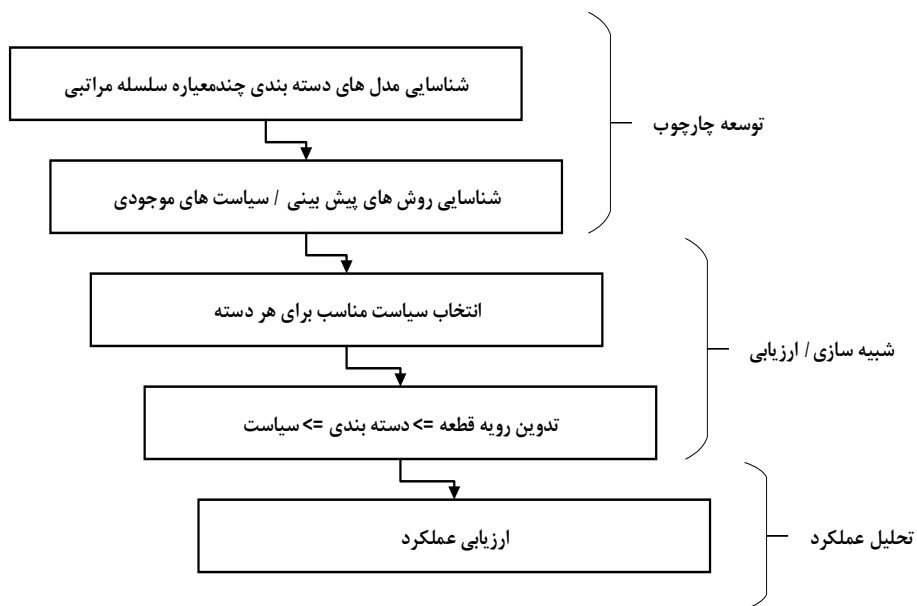 شناسایی مدل های دسته بندی چندمعیاره سلسله مراتبی
توسعه چارچوب
شناسایی روش های پیش بینی / سیاست های موجودی
انتخاب سیاست مناسب برای هر دسته
شبیه سازی / ارزیابی
تدوین رویه قطعه => دسته بندی => سیاست
ارزیابی عملکرد
تحلیل عملکرد